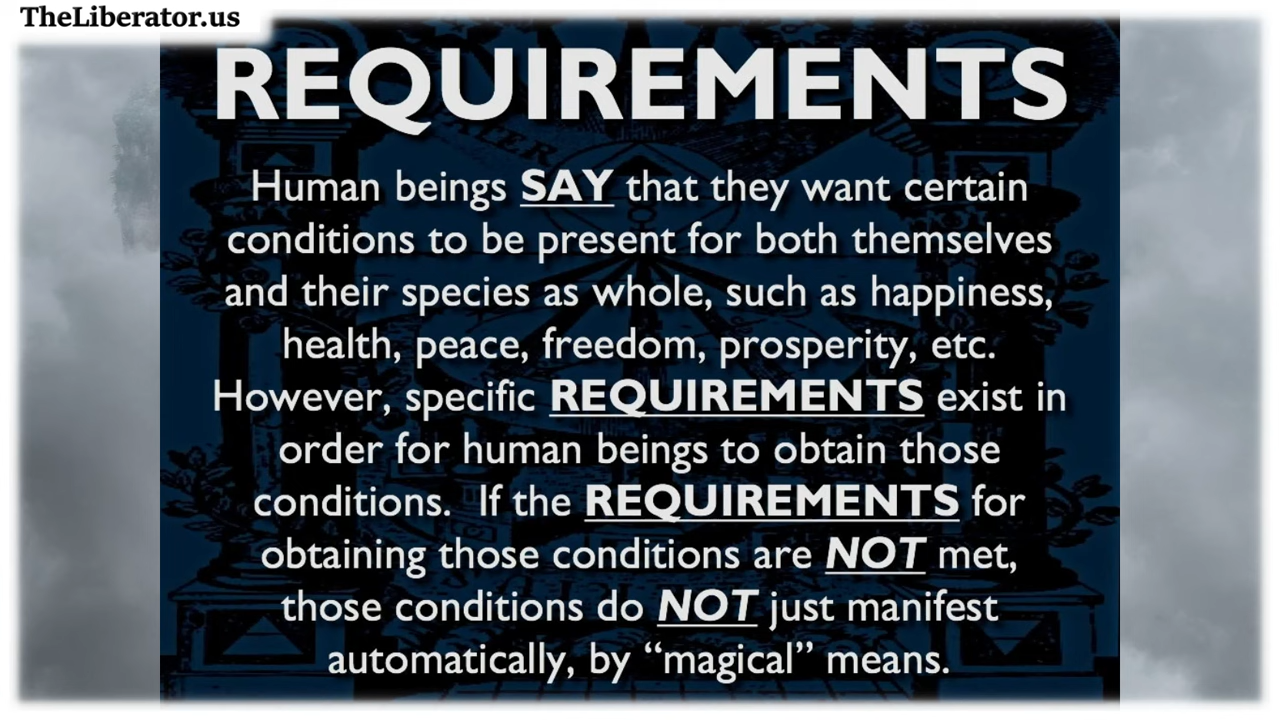 TheLiberator.us
REQUIREMENTS
Human beings SAY that they want certain
conditions to be present for both themselves
and their species as whole, such as happiness,
health, peace, freedom, prosperity, etc.
However, specific REQUIREMENTS exist in
order for human beings to obtain those
conditions.  If the REQUIREMENTS for
obtaining those conditions are NOT met,
those conditions do NOT just manifest
automatically, by “magical” means.